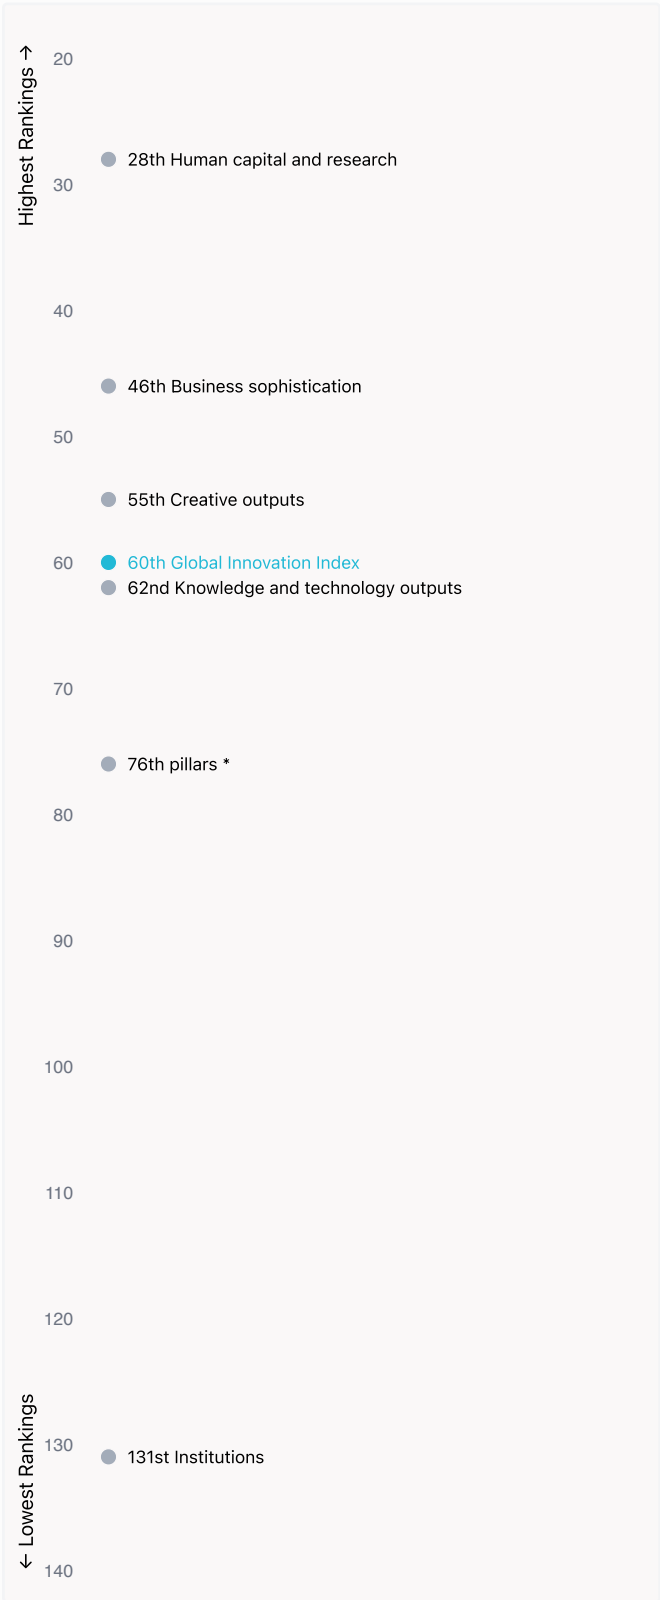 Highest Rankings →
20
28th Human capital and research
30
40
46th Business sophistication
50
55th Creative outputs
60
60th Global Innovation Index
62nd Knowledge and technology outputs
70
76th pillars *
80
90
100
110
120
← Lowest Rankings
130
131st Institutions
140